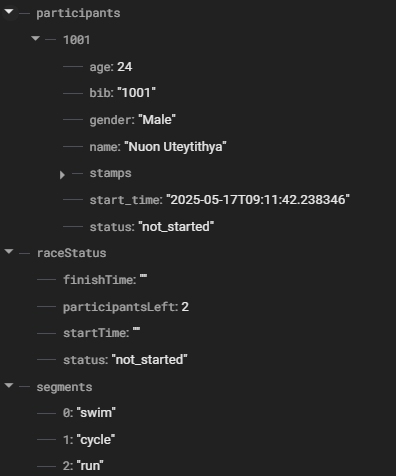 participants
1001
age: 24
bib: "1001"
gender: "Male"
name: "Nuon Uteytithya"
stamps
start_time: "2025-05-17T09:11:42.238346"
status: "not_started"
raceStatus
finishTime: ""
participantsLeft: 2
startTime: ""
status: "not_started"
segments
0: "swim"
1: "cycle"
2: "run"